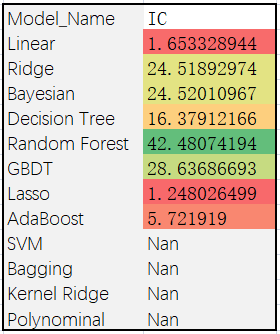 Model_Name IC
Linear 1.653328944
Ridge 24.51892974
Bayesian 24.52010967
Decision Tree 16.37912166
Random Forest 42.48074194
GBDT 28.63686693
Lasso 1.248026499
AdaBoost 5.721919
SVM Nan
Bagging Nan
Kernel Ridge Nan
Polynominal Nan